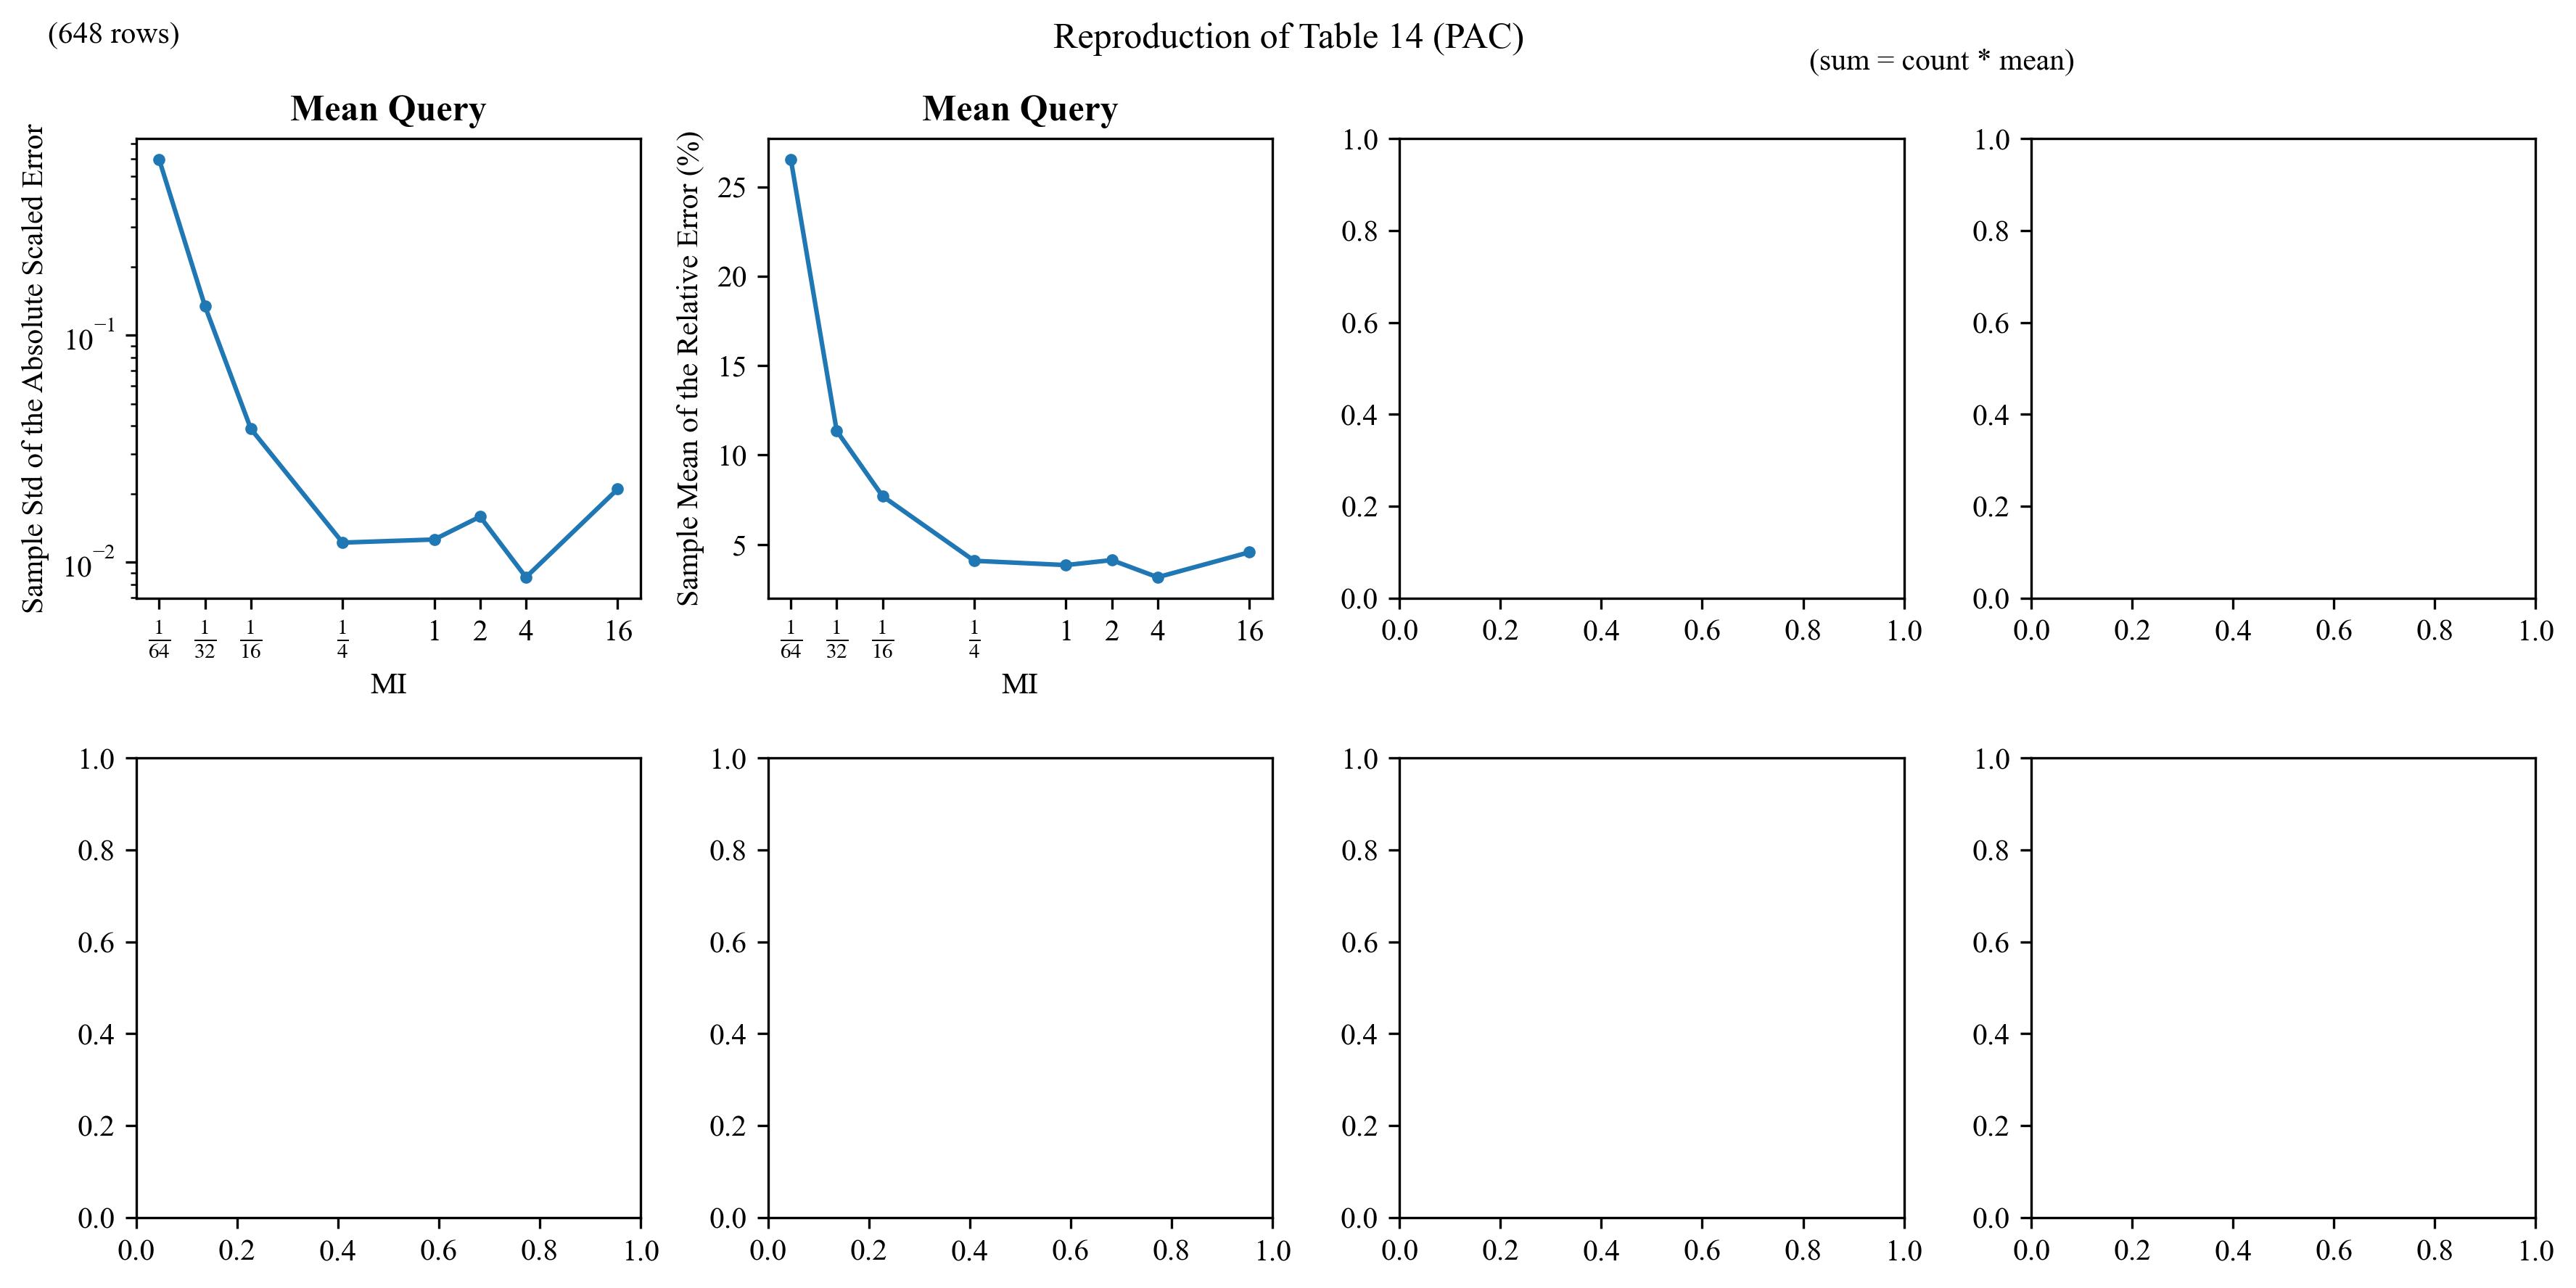 (648 rows)
Reproduction of Table 14 (PAC)
(sum = count * mean)
Mean Query
Sample Std of the Absolute Scaled Error
10⁻¹
10⁻²
1/64 1/32 1/16 1/4 1 2 4 16
MI
Mean Query
Sample Mean of the Relative Error (%)
25
20
15
10
5
1/64 1/32 1/16 1/4 1 2 4 16
MI
1.0
0.8
0.6
0.4
0.2
0.0
0.0 0.2 0.4 0.6 0.8 1.0
1.0
0.8
0.6
0.4
0.2
0.0
0.0 0.2 0.4 0.6 0.8 1.0
1.0
0.8
0.6
0.4
0.2
0.0
0.0 0.2 0.4 0.6 0.8 1.0
1.0
0.8
0.6
0.4
0.2
0.0
0.0 0.2 0.4 0.6 0.8 1.0
1.0
0.8
0.6
0.4
0.2
0.0
0.0 0.2 0.4 0.6 0.8 1.0
1.0
0.8
0.6
0.4
0.2
0.0
0.0 0.2 0.4 0.6 0.8 1.0